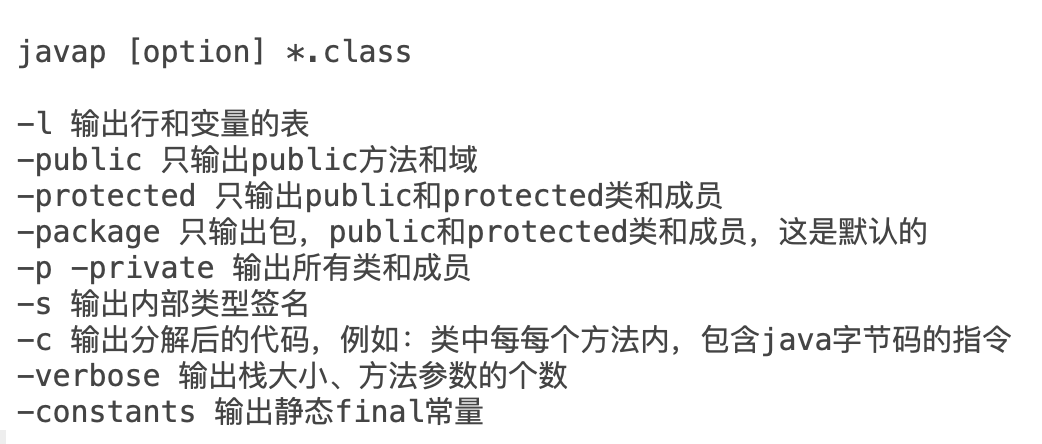 javap [option] *.class
-l 输出行和变量的表
-public 只输出public方法和域
-protected 只输出public和protected类和成员
-package 只输出包，public和protected类和成员，这是默认的
-p -private 输出所有类和成员
-s 输出内部类型签名
-c 输出分解后的代码，例如：类中每每个方法内，包含java字节码的指令
-verbose 输出栈大小、方法参数的个数
-constants 输出静态final常量